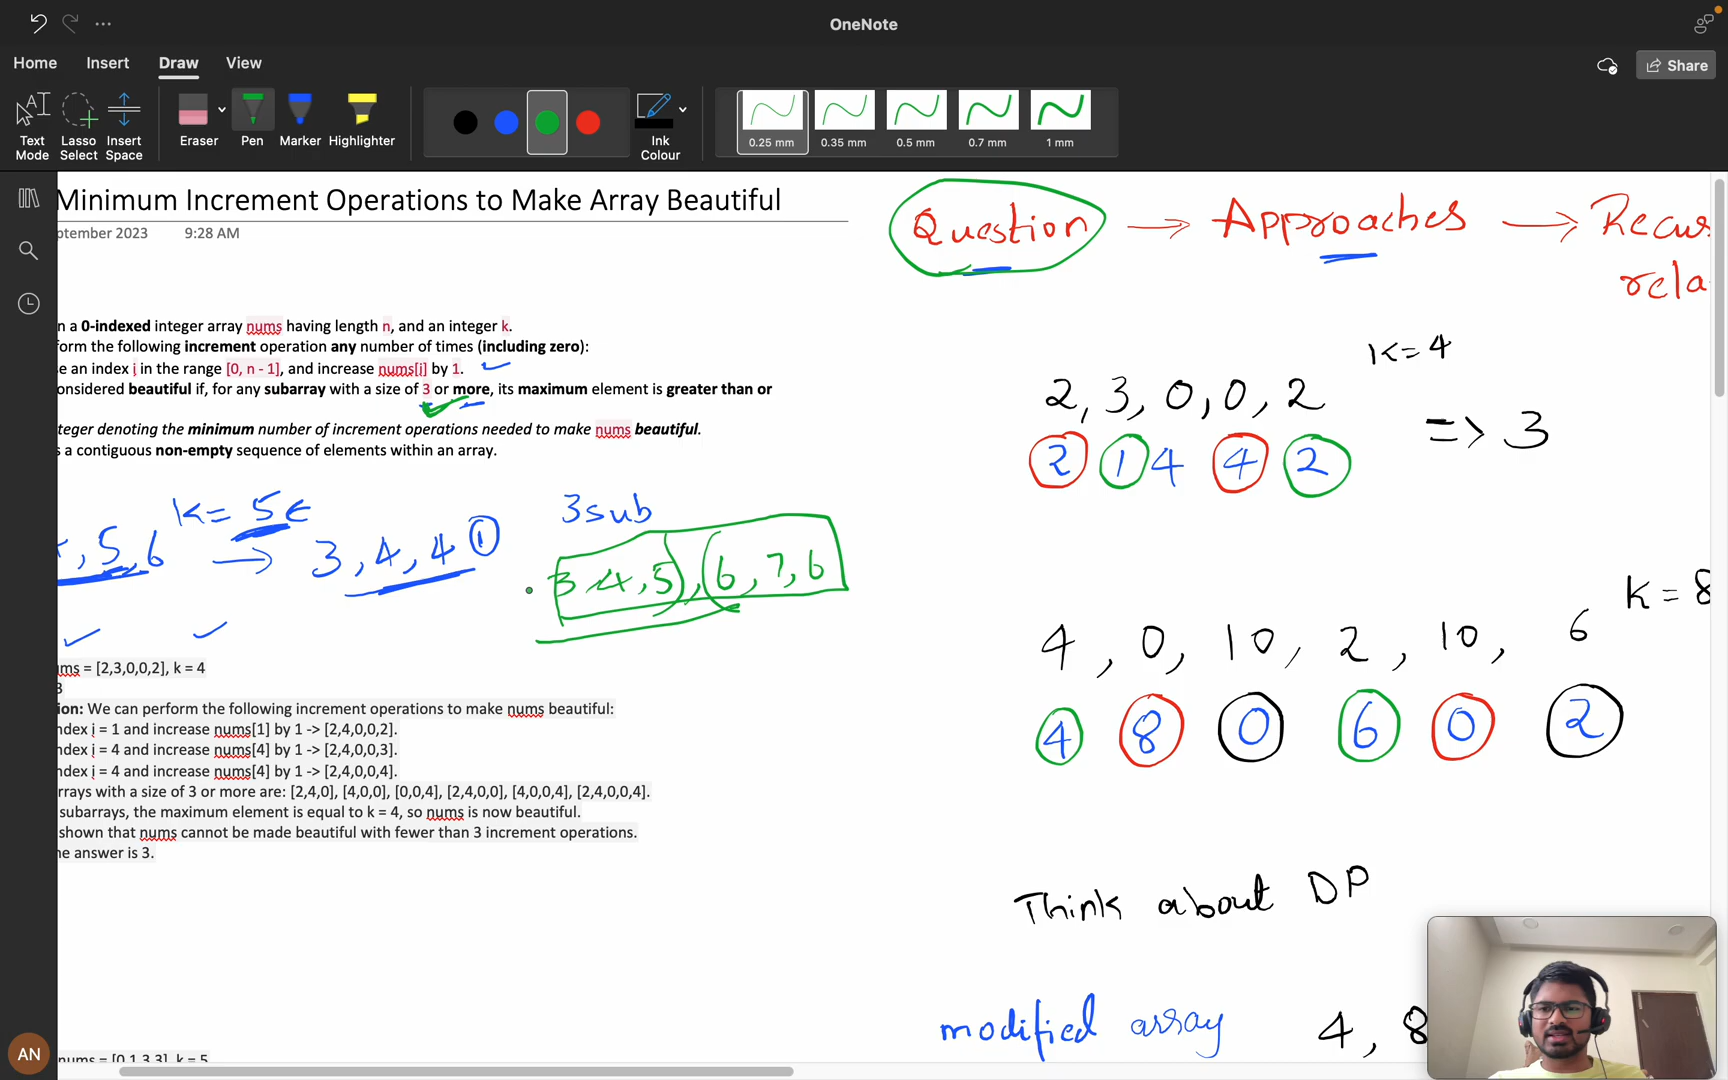 OneNote
Home Insert Draw View
Share
Text Mode
Lasso Select
Insert Space
Eraser
Pen
Marker
Highlighter
Ink Colour
0.25 mm
0.35 mm
0.5 mm
0.7 mm
1 mm
Minimum Increment Operations to Make Array Beautiful
ptember 2023 9:28 AM
n a 0-indexed integer array nums having length n, and an integer k.
form the following increment operation any number of times (including zero):
se an index i in the range [0, n - 1], and increase nums[i] by 1.
onsidered beautiful if, for any subarray with a size of 3 or more, its maximum element is greater than or
teger denoting the minimum number of increment operations needed to make nums beautiful.
s a contiguous non-empty sequence of elements within an array.
K = 5
, 5, 6 → 3, 4, 4 1
3 sub
3, 4, 5), (6, 7, 6
ums = [2,3,0,0,2], k = 4
3
ion: We can perform the following increment operations to make nums beautiful:
ndex i = 1 and increase nums[1] by 1 -> [2,4,0,0,2].
ndex i = 4 and increase nums[4] by 1 -> [2,4,0,0,3].
ndex i = 4 and increase nums[4] by 1 -> [2,4,0,0,4].
rrays with a size of 3 or more are: [2,4,0], [4,0,0], [0,0,4], [2,4,0,0], [4,0,0,4], [2,4,0,0,4].
subarrays, the maximum element is equal to k = 4, so nums is now beautiful.
shown that nums cannot be made beautiful with fewer than 3 increment operations.
he answer is 3.
nums = [0,1,3,3], k = 5
Question → Approaches → Recus
rela
K = 4
2, 3, 0, 0, 2
=> 3
2 1 4 4 2
K = 8
4, 0, 10, 2, 10, 6
4 8 0 6 0 2
Think about DP
modified array 4, 8
AN